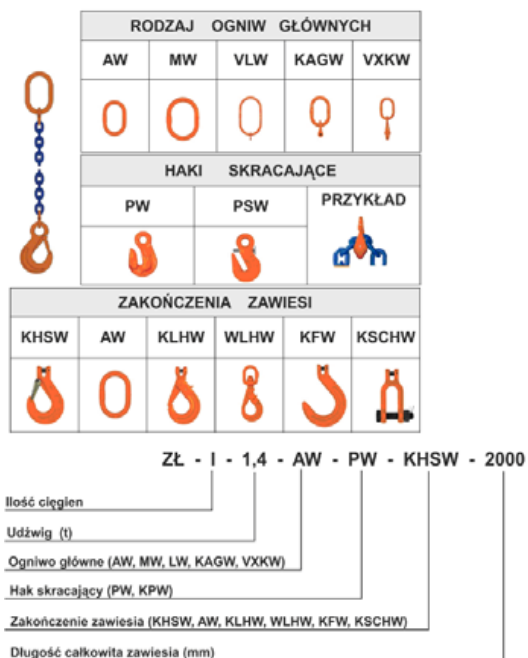 RODZAJ OGNIW GŁÓWNYCH
AW MW VLW KAGW VXKW
HAKI SKRACAJĄCE
PW PSW PRZYKŁAD
ZAKOŃCZENIA ZAWIESI
KHSW AW KLHW WLHW KFW KSCHW
ZŁ - I - 1,4 - AW - PW - KHSW - 2000
Ilość cięgien
Udźwig (t)
Ogniwo główne (AW, MW, LW, KAGW, VXKW)
Hak skracający (PW, KPW)
Zakończenie zawiesia (KHSW, AW, KLHW, WLHW, KFW, KSCHW)
Długość całkowita zawiesia (mm)